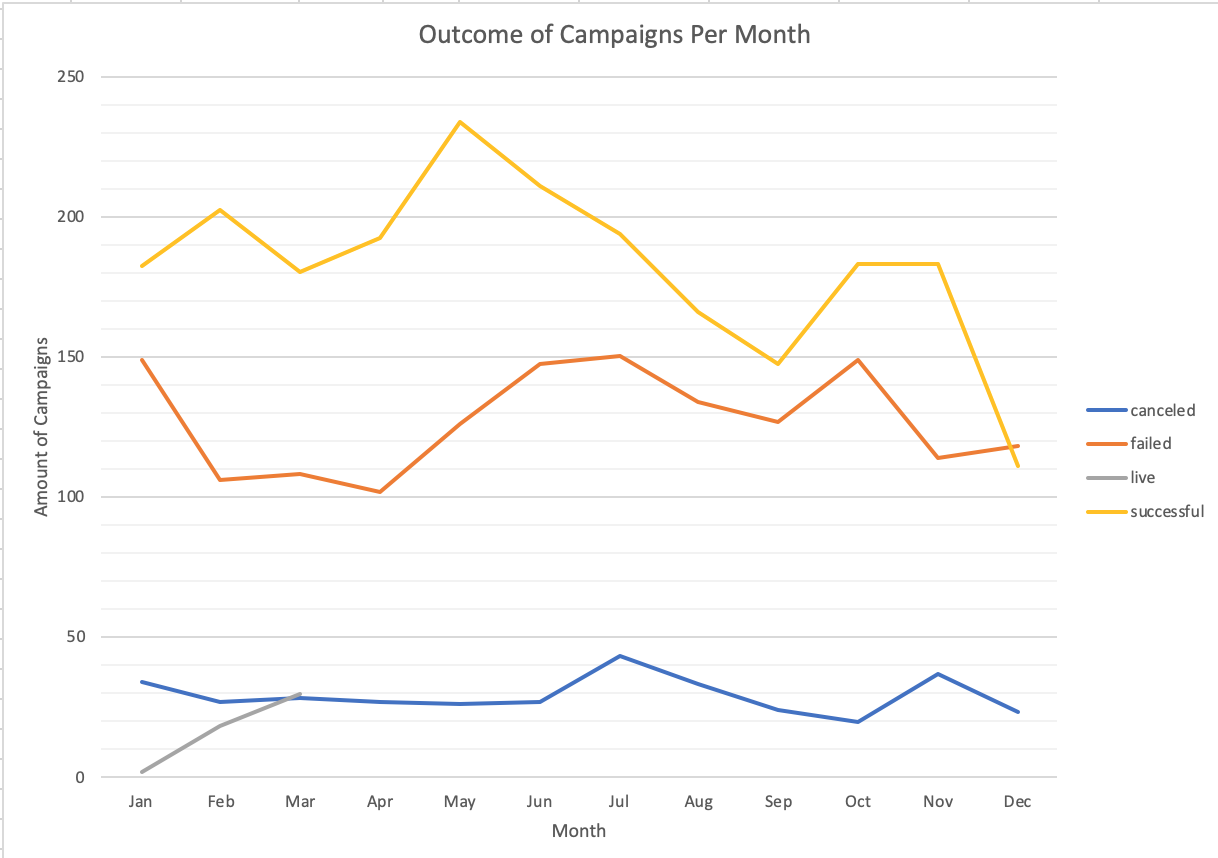 Outcome of Campaigns Per Month
250
200
150
100
50
0
Amount of Campaigns
Jan Feb Mar Apr May Jun Jul Aug Sep Oct Nov Dec
Month
canceled
failed
live
successful